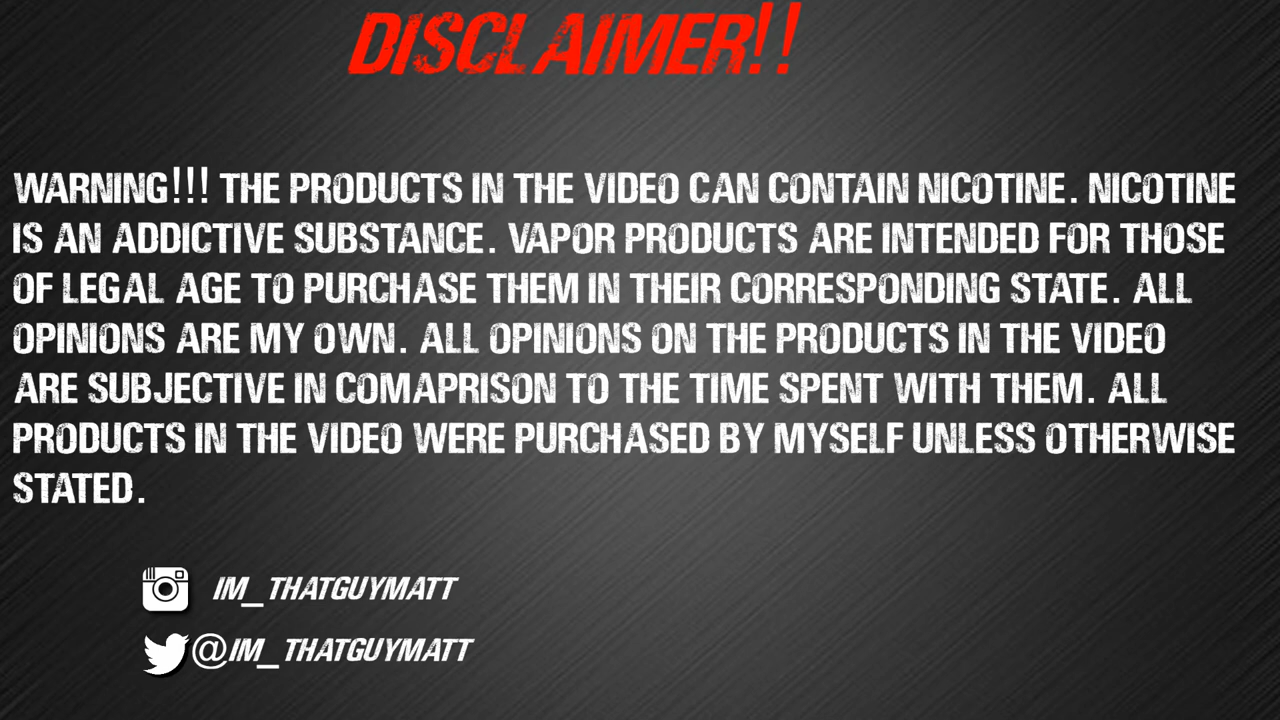 DISCLAIMER!!
WARNING!!! THE PRODUCTS IN THE VIDEO CAN CONTAIN NICOTINE. NICOTINE
IS AN ADDICTIVE SUBSTANCE. VAPOR PRODUCTS ARE INTENDED FOR THOSE
OF LEGAL AGE TO PURCHASE THEM IN THEIR CORRESPONDING STATE. ALL
OPINIONS ARE MY OWN. ALL OPINIONS ON THE PRODUCTS IN THE VIDEO
ARE SUBJECTIVE IN COMAPRISON TO THE TIME SPENT WITH THEM. ALL
PRODUCTS IN THE VIDEO WERE PURCHASED BY MYSELF UNLESS OTHERWISE
STATED.
IM_THATGUYMATT
@IM_THATGUYMATT